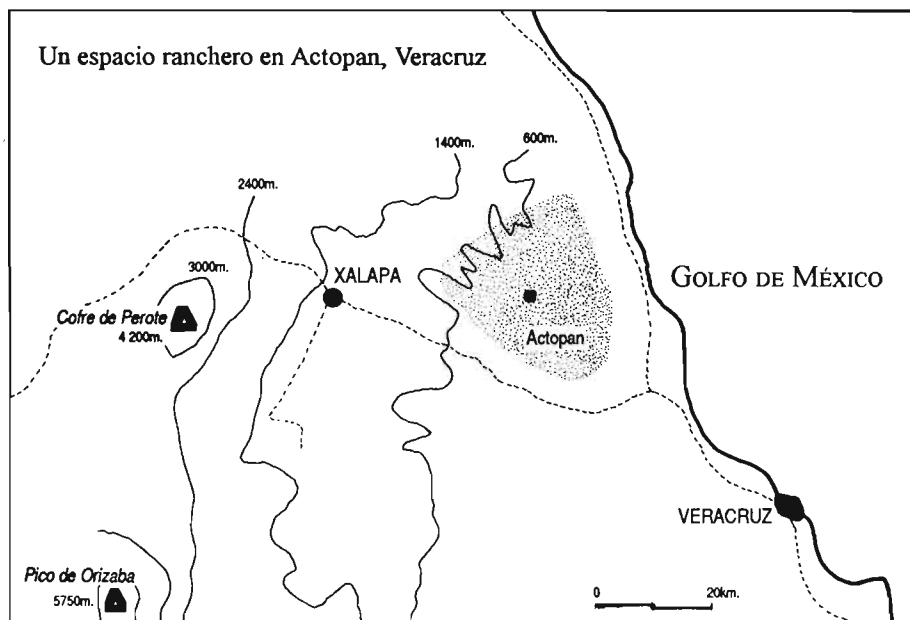 Un espacio ranchero en Actopan, Veracruz
1400m.
600m.
2400m.
3000m.
XALAPA
GOLFO DE MÉXICO
Cofre de Perote
4 200m.
Actopan
VERACRUZ
Pico de Orizaba
5750m.
0 20km.